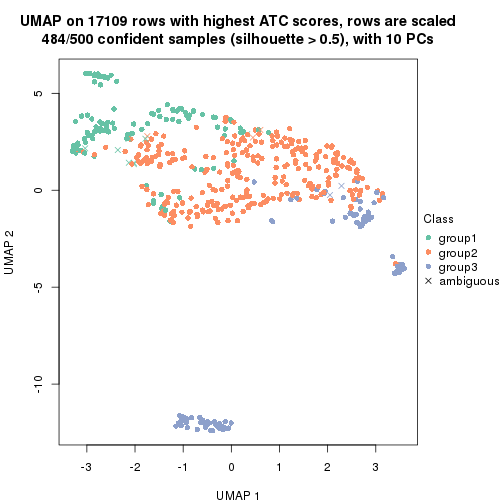 UMAP on 17109 rows with highest ATC scores, rows are scaled
484/500 confident samples (silhouette > 0.5), with 10 PCs
5
0
-5
-10
UMAP 2
-3 -2 -1 0 1 2 3
UMAP 1
Class
group1
group2
group3
ambiguous